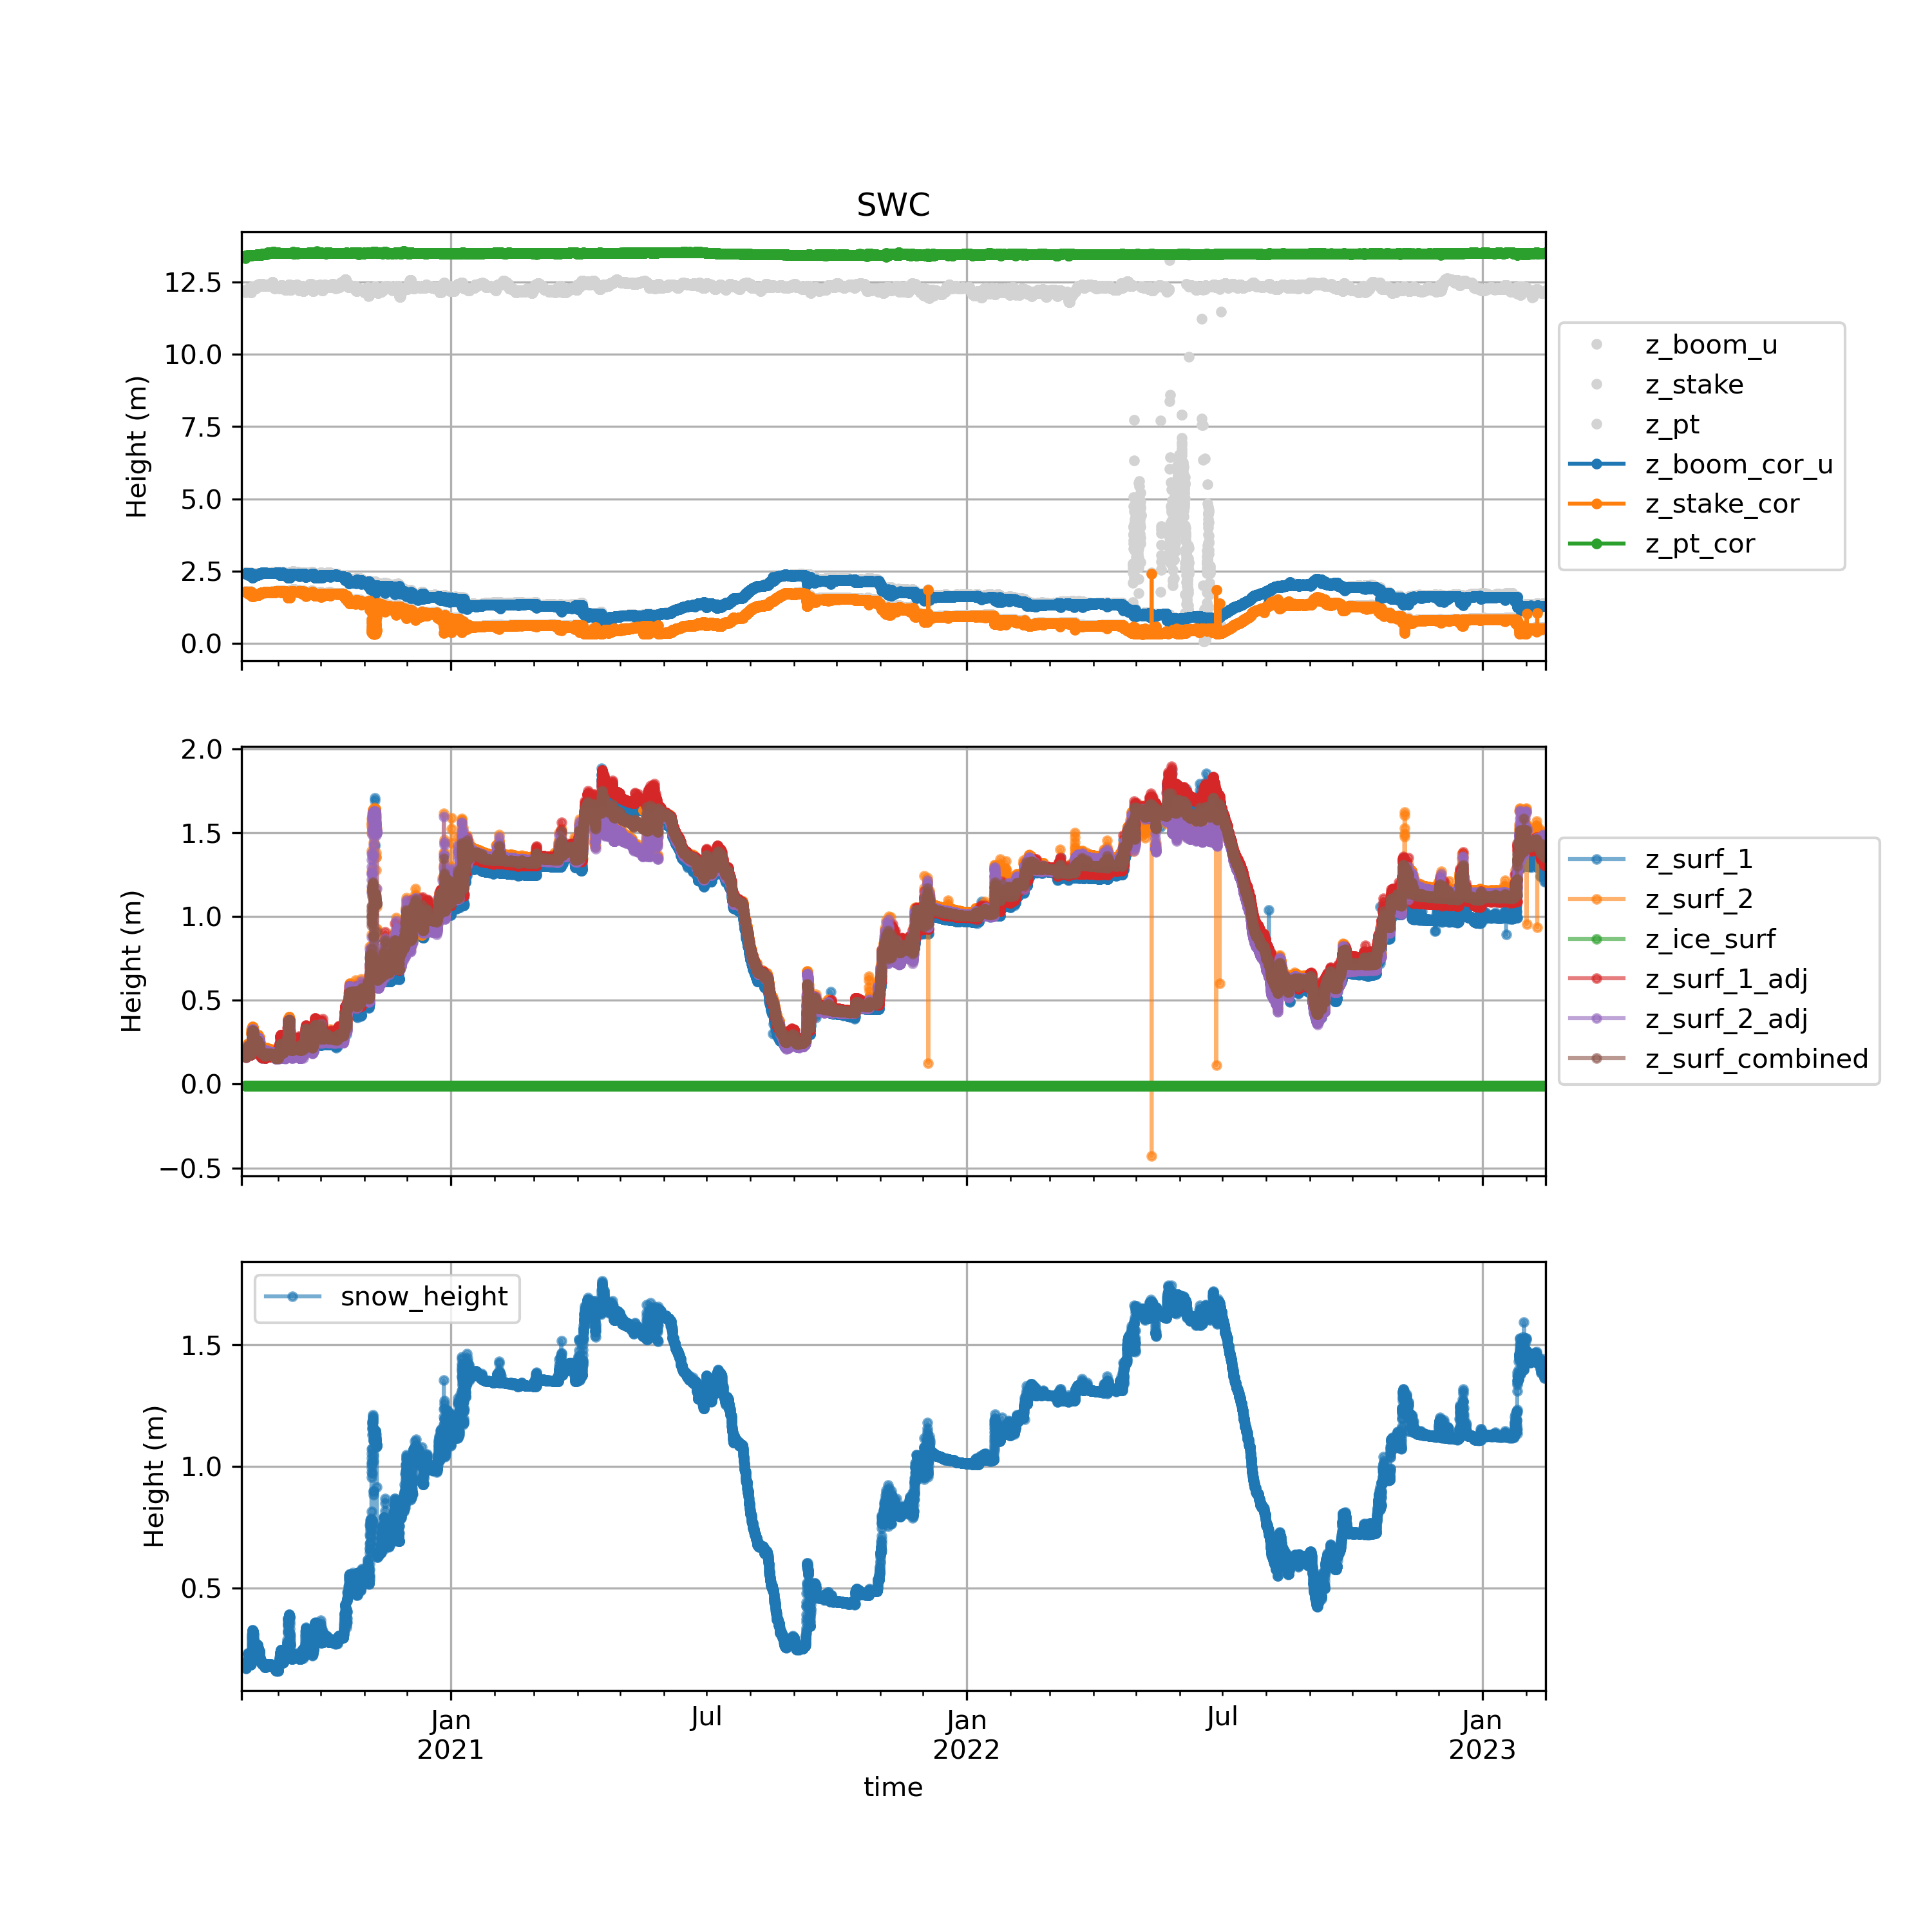 SWC
Height (m)
12.5
10.0
7.5
5.0
2.5
0.0
z_boom_u
z_stake
z_pt
z_boom_cor_u
z_stake_cor
z_pt_cor
Height (m)
2.0
1.5
1.0
0.5
0.0
−0.5
z_surf_1
z_surf_2
z_ice_surf
z_surf_1_adj
z_surf_2_adj
z_surf_combined
Height (m)
1.5
1.0
0.5
snow_height
Jan
2021
Jul
Jan
2022
Jul
Jan
2023
time